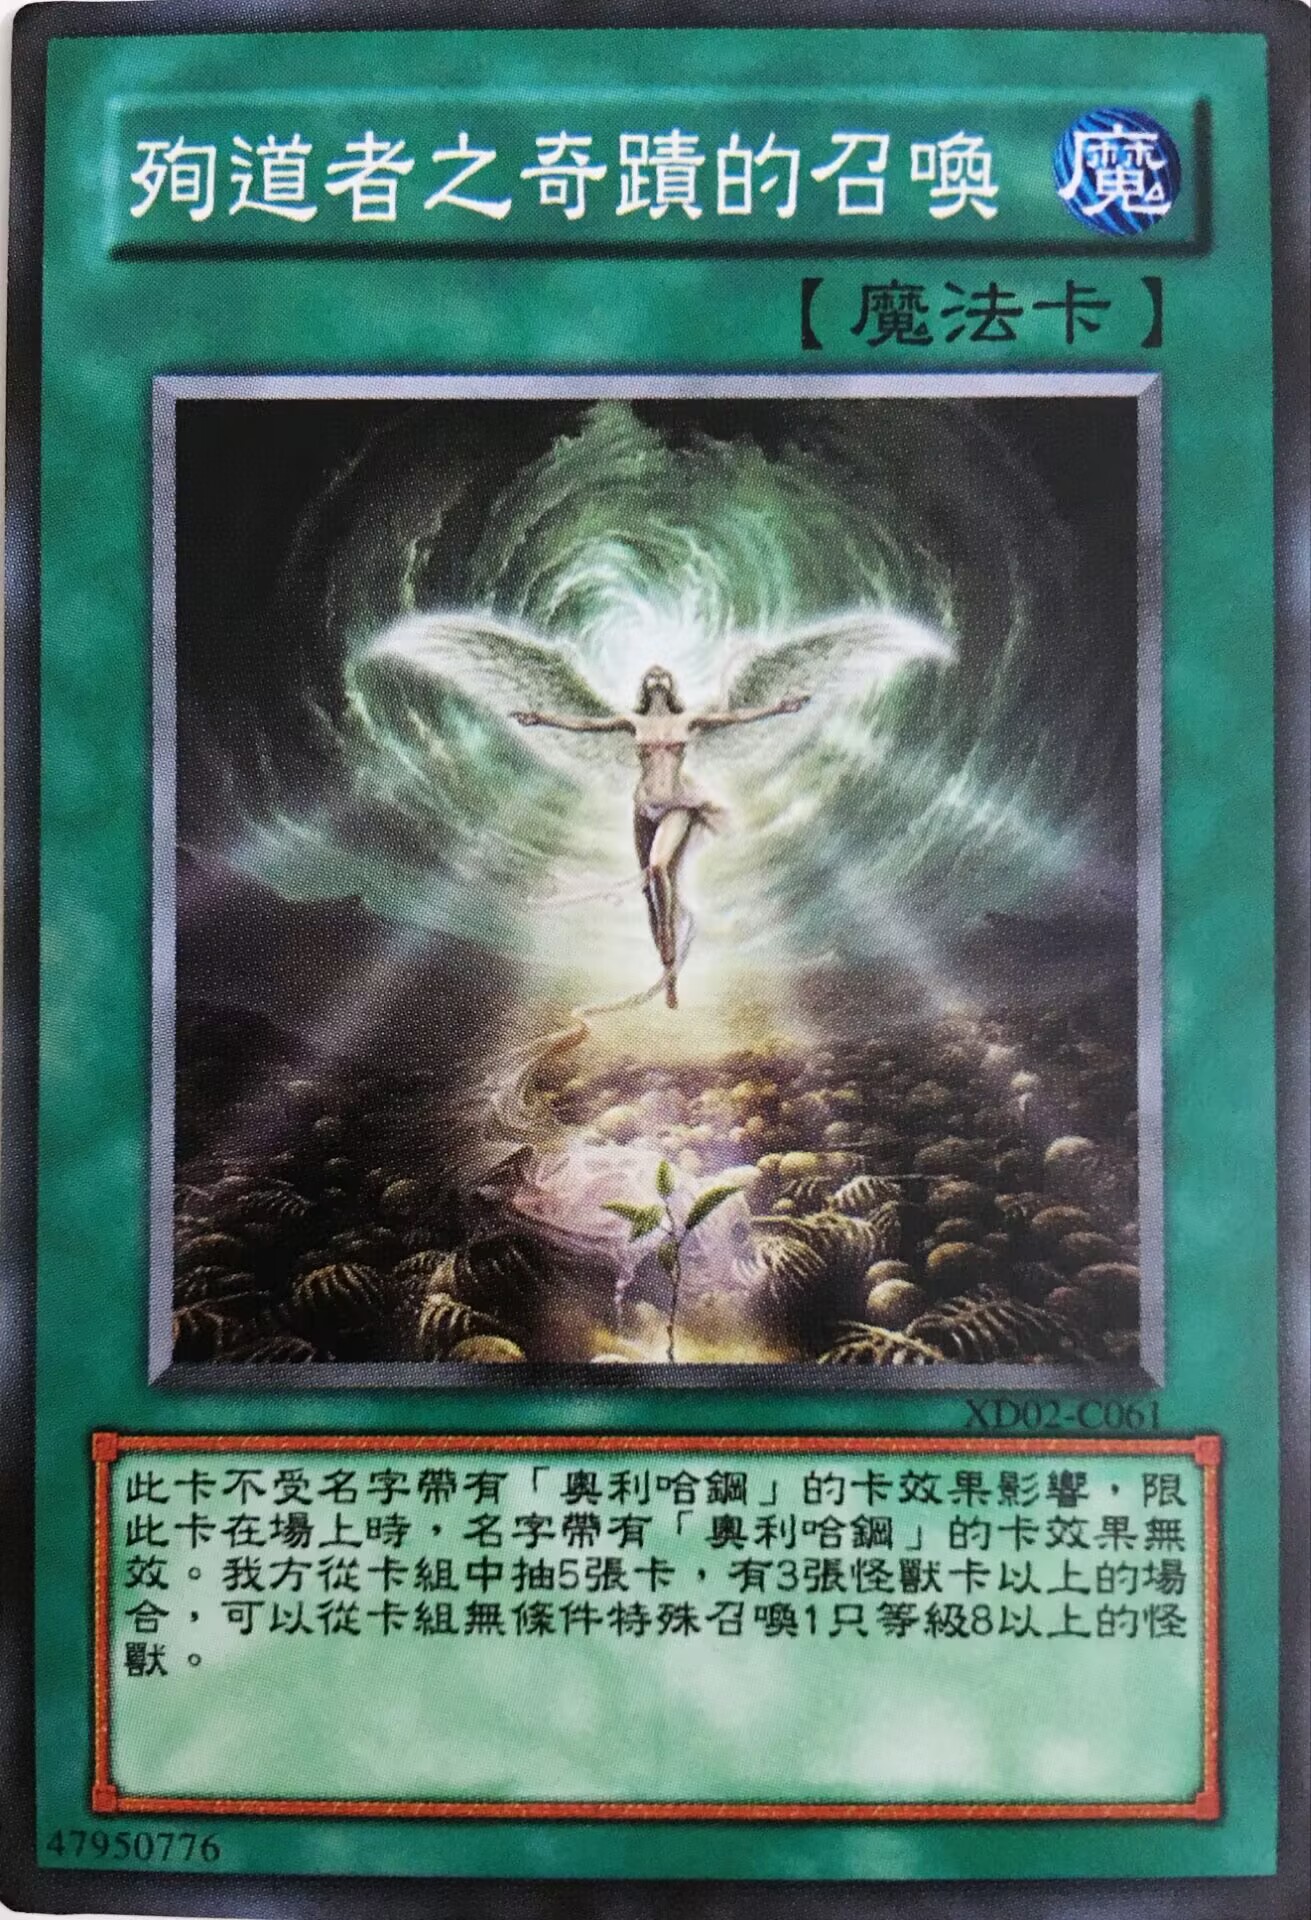 殉道者之奇蹟的召喚 魔
【魔法卡】
XD02-C061
此卡不受名字帶有「奧利哈鋼」的卡效果影響，限
此卡在場上時，名字帶有「奧利哈鋼」的卡效果無
效。我方從卡組中抽5張卡，有3張怪獸卡以上的場
合，可以從卡組無條件特殊召喚1只等級8以上的怪
獸。
47950776